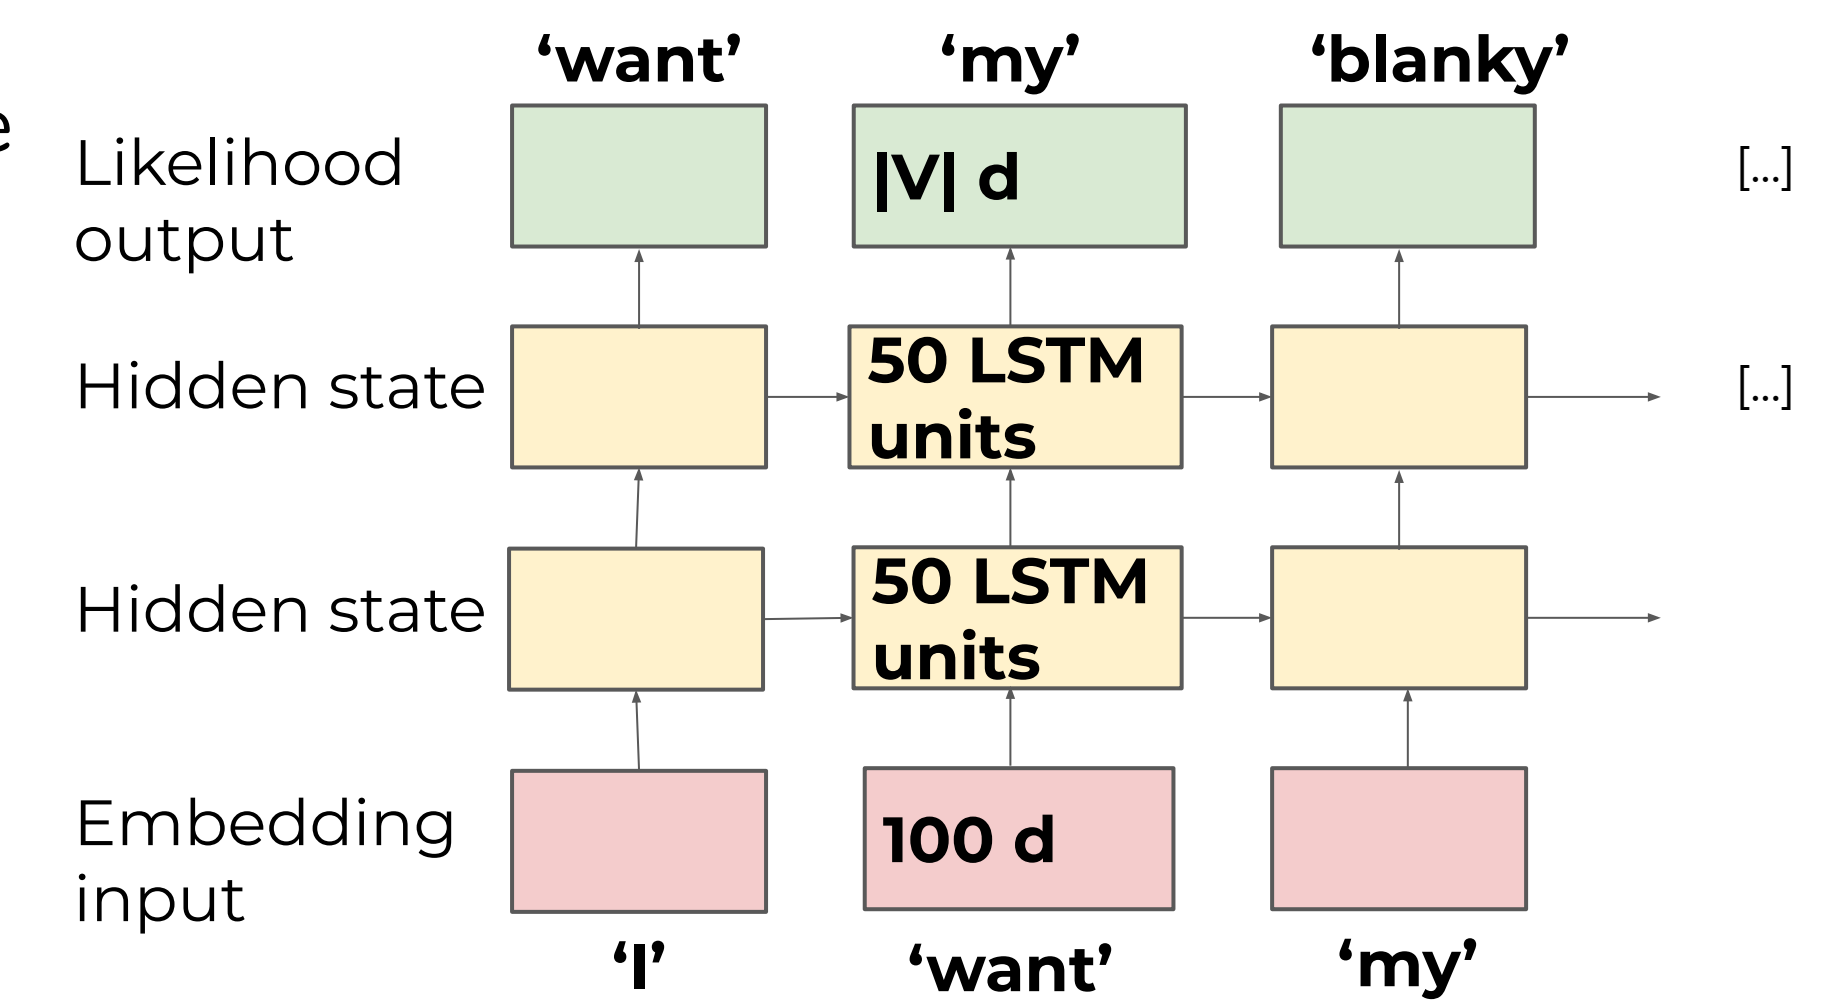 ‘want’ ‘my’ ‘blanky’
e
Likelihood
output
|V| d
[...]
Hidden state
50 LSTM
units
[...]
Hidden state
50 LSTM
units
Embedding
input
100 d
‘I’ ‘want’ ‘my’